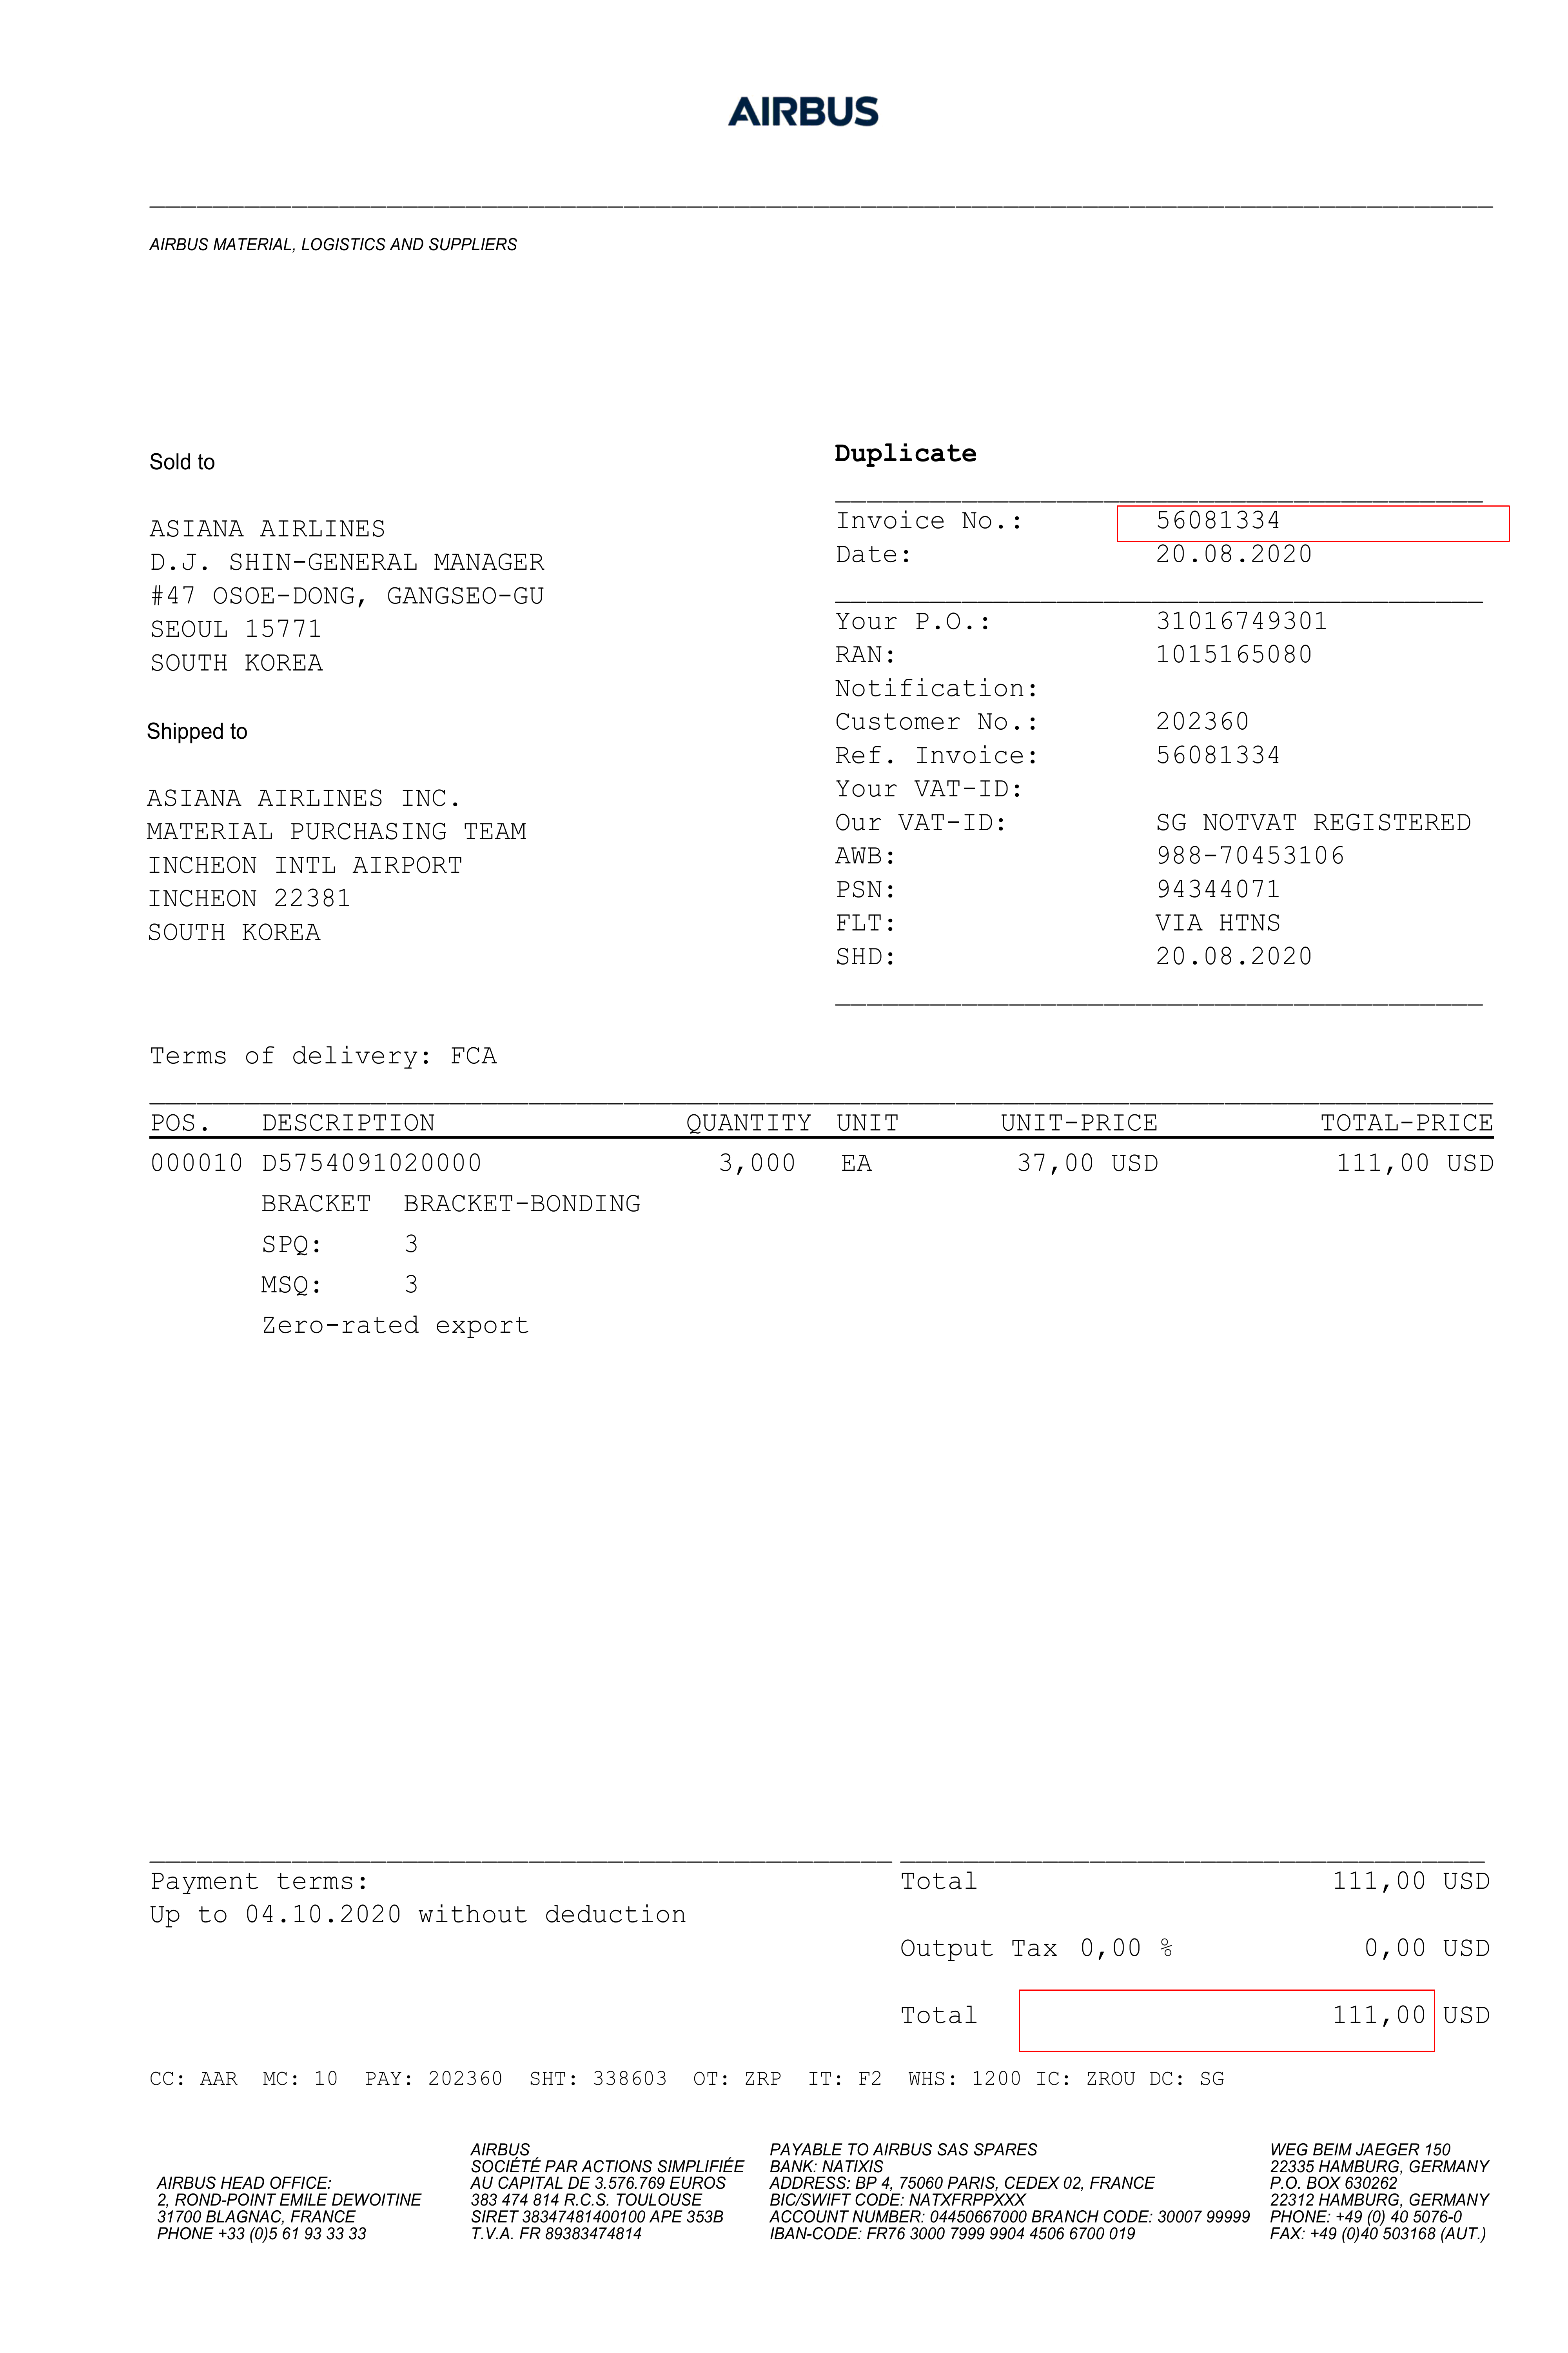 AIRBUS
AIRBUS MATERIAL, LOGISTICS AND SUPPLIERS
Sold to
ASIANA AIRLINES
D.J. SHIN-GENERAL MANAGER
#47 OSOE-DONG, GANGSEO-GU
SEOUL 15771
SOUTH KOREA
Shipped to
ASIANA AIRLINES INC.
MATERIAL PURCHASING TEAM
INCHEON INTL AIRPORT
INCHEON 22381
SOUTH KOREA
Duplicate
Invoice No.: 56081334
Date: 20.08.2020
Your P.O.: 31016749301
RAN: 1015165080
Notification:
Customer No.: 202360
Ref. Invoice: 56081334
Your VAT-ID:
Our VAT-ID: SG NOTVAT REGISTERED
AWB: 988-70453106
PSN: 94344071
FLT: VIA HTNS
SHD: 20.08.2020
Terms of delivery: FCA
POS. DESCRIPTION QUANTITY UNIT UNIT-PRICE TOTAL-PRICE
000010 D5754091020000 3,000 EA 37,00 USD 111,00 USD
BRACKET BRACKET-BONDING
SPQ: 3
MSQ: 3
Zero-rated export
Payment terms:
Up to 04.10.2020 without deduction
Total 111,00 USD
Output Tax 0,00 % 0,00 USD
Total 111,00 USD
CC: AAR MC: 10 PAY: 202360 SHT: 338603 OT: ZRP IT: F2 WHS: 1200 IC: ZROU DC: SG
AIRBUS HEAD OFFICE:
2, ROND-POINT EMILE DEWOITINE
31700 BLAGNAC, FRANCE
PHONE +33 (0)5 61 93 33 33
AIRBUS
SOCIÉTÉ PAR ACTIONS SIMPLIFIÉE
AU CAPITAL DE 3.576.769 EUROS
383 474 814 R.C.S. TOULOUSE
SIRET 38347481400100 APE 353B
T.V.A. FR 89383474814
PAYABLE TO AIRBUS SAS SPARES
BANK: NATIXIS
ADDRESS: BP 4, 75060 PARIS, CEDEX 02, FRANCE
BIC/SWIFT CODE: NATXFRPPXXX
ACCOUNT NUMBER: 04450667000 BRANCH CODE: 30007 99999
IBAN-CODE: FR76 3000 7999 9904 4506 6700 019
WEG BEIM JAEGER 150
22335 HAMBURG, GERMANY
P.O. BOX 630262
22312 HAMBURG, GERMANY
PHONE: +49 (0) 40 5076-0
FAX: +49 (0)40 503168 (AUT.)